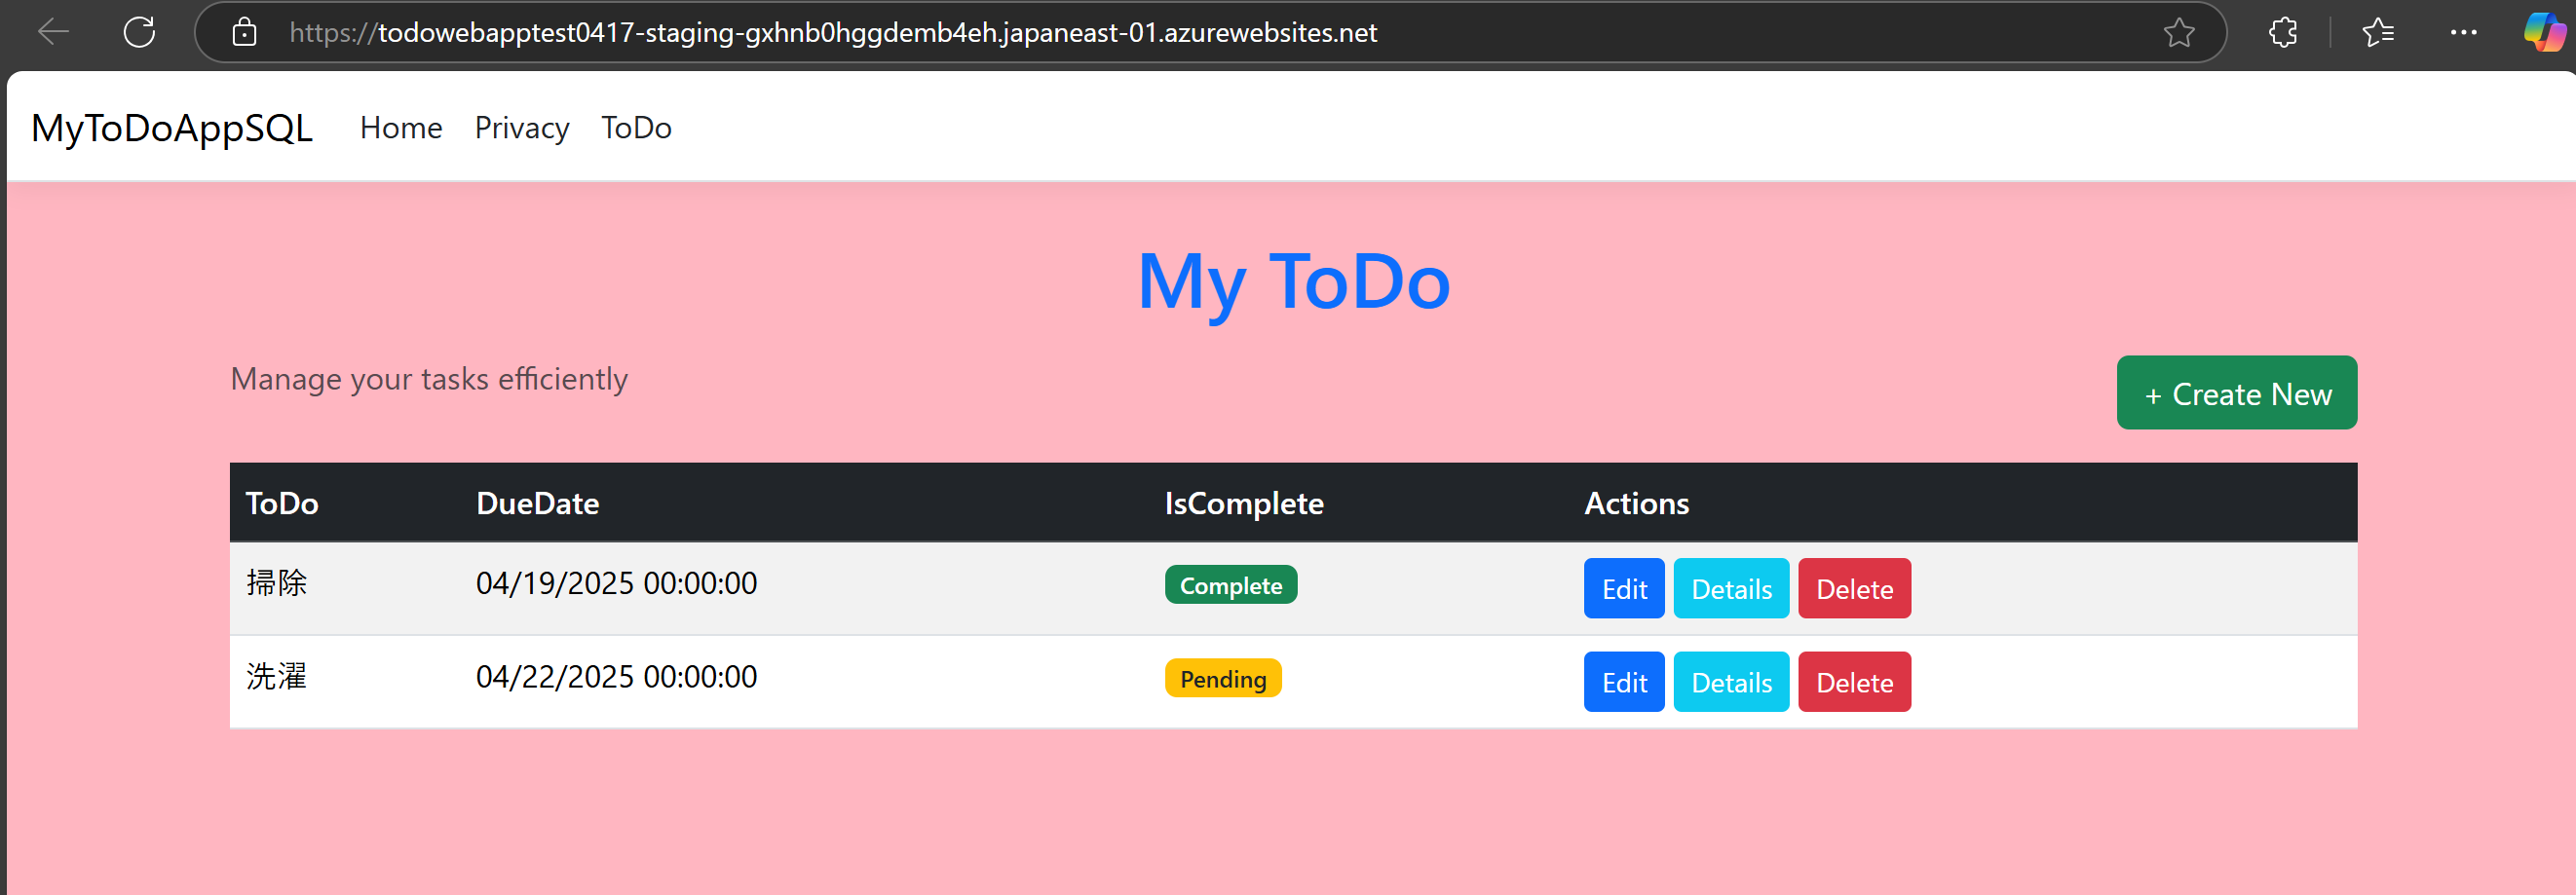 https://todowebapptest0417-staging-gxhnb0hggdemb4eh.japaneast-01.azurewebsites.net
MyToDoAppSQL Home Privacy ToDo
My ToDo
Manage your tasks efficiently
+ Create New
ToDo DueDate IsComplete Actions
掃除 04/19/2025 00:00:00 Complete Edit Details Delete
洗濯 04/22/2025 00:00:00 Pending Edit Details Delete